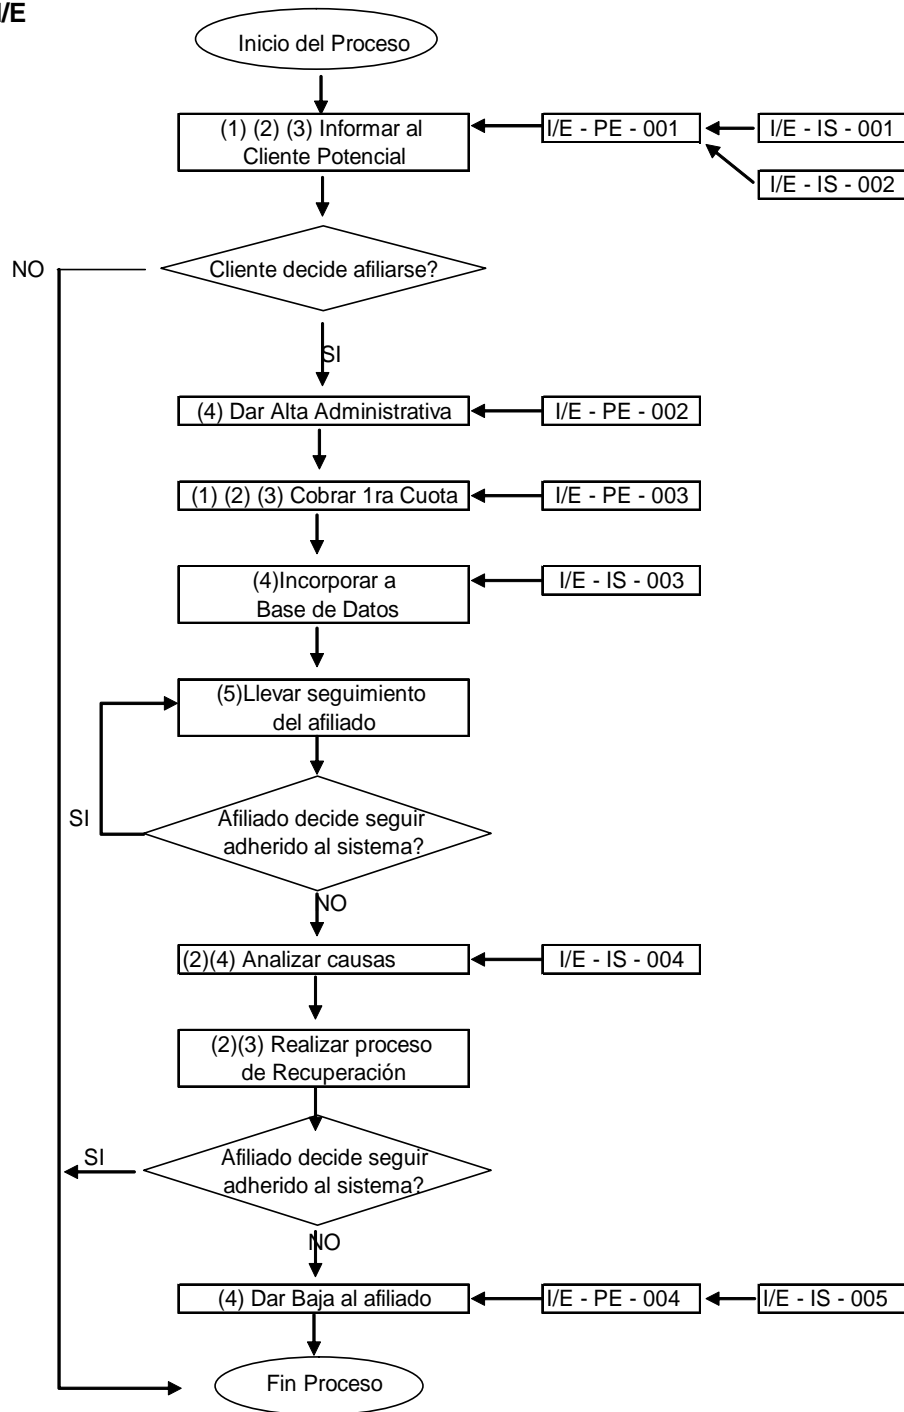 I/E
Inicio del Proceso
(1) (2) (3) Informar al
Cliente Potencial
I/E - PE - 001
I/E - IS - 001
I/E - IS - 002
NO
Cliente decide afiliarse?
SI
(4) Dar Alta Administrativa
I/E - PE - 002
(1) (2) (3) Cobrar 1ra Cuota
I/E - PE - 003
(4)Incorporar a
Base de Datos
I/E - IS - 003
(5)Llevar seguimiento
del afiliado
SI
Afiliado decide seguir
adherido al sistema?
NO
(2)(4) Analizar causas
I/E - IS - 004
(2)(3) Realizar proceso
de Recuperación
SI
Afiliado decide seguir
adherido al sistema?
NO
(4) Dar Baja al afiliado
I/E - PE - 004
I/E - IS - 005
Fin Proceso